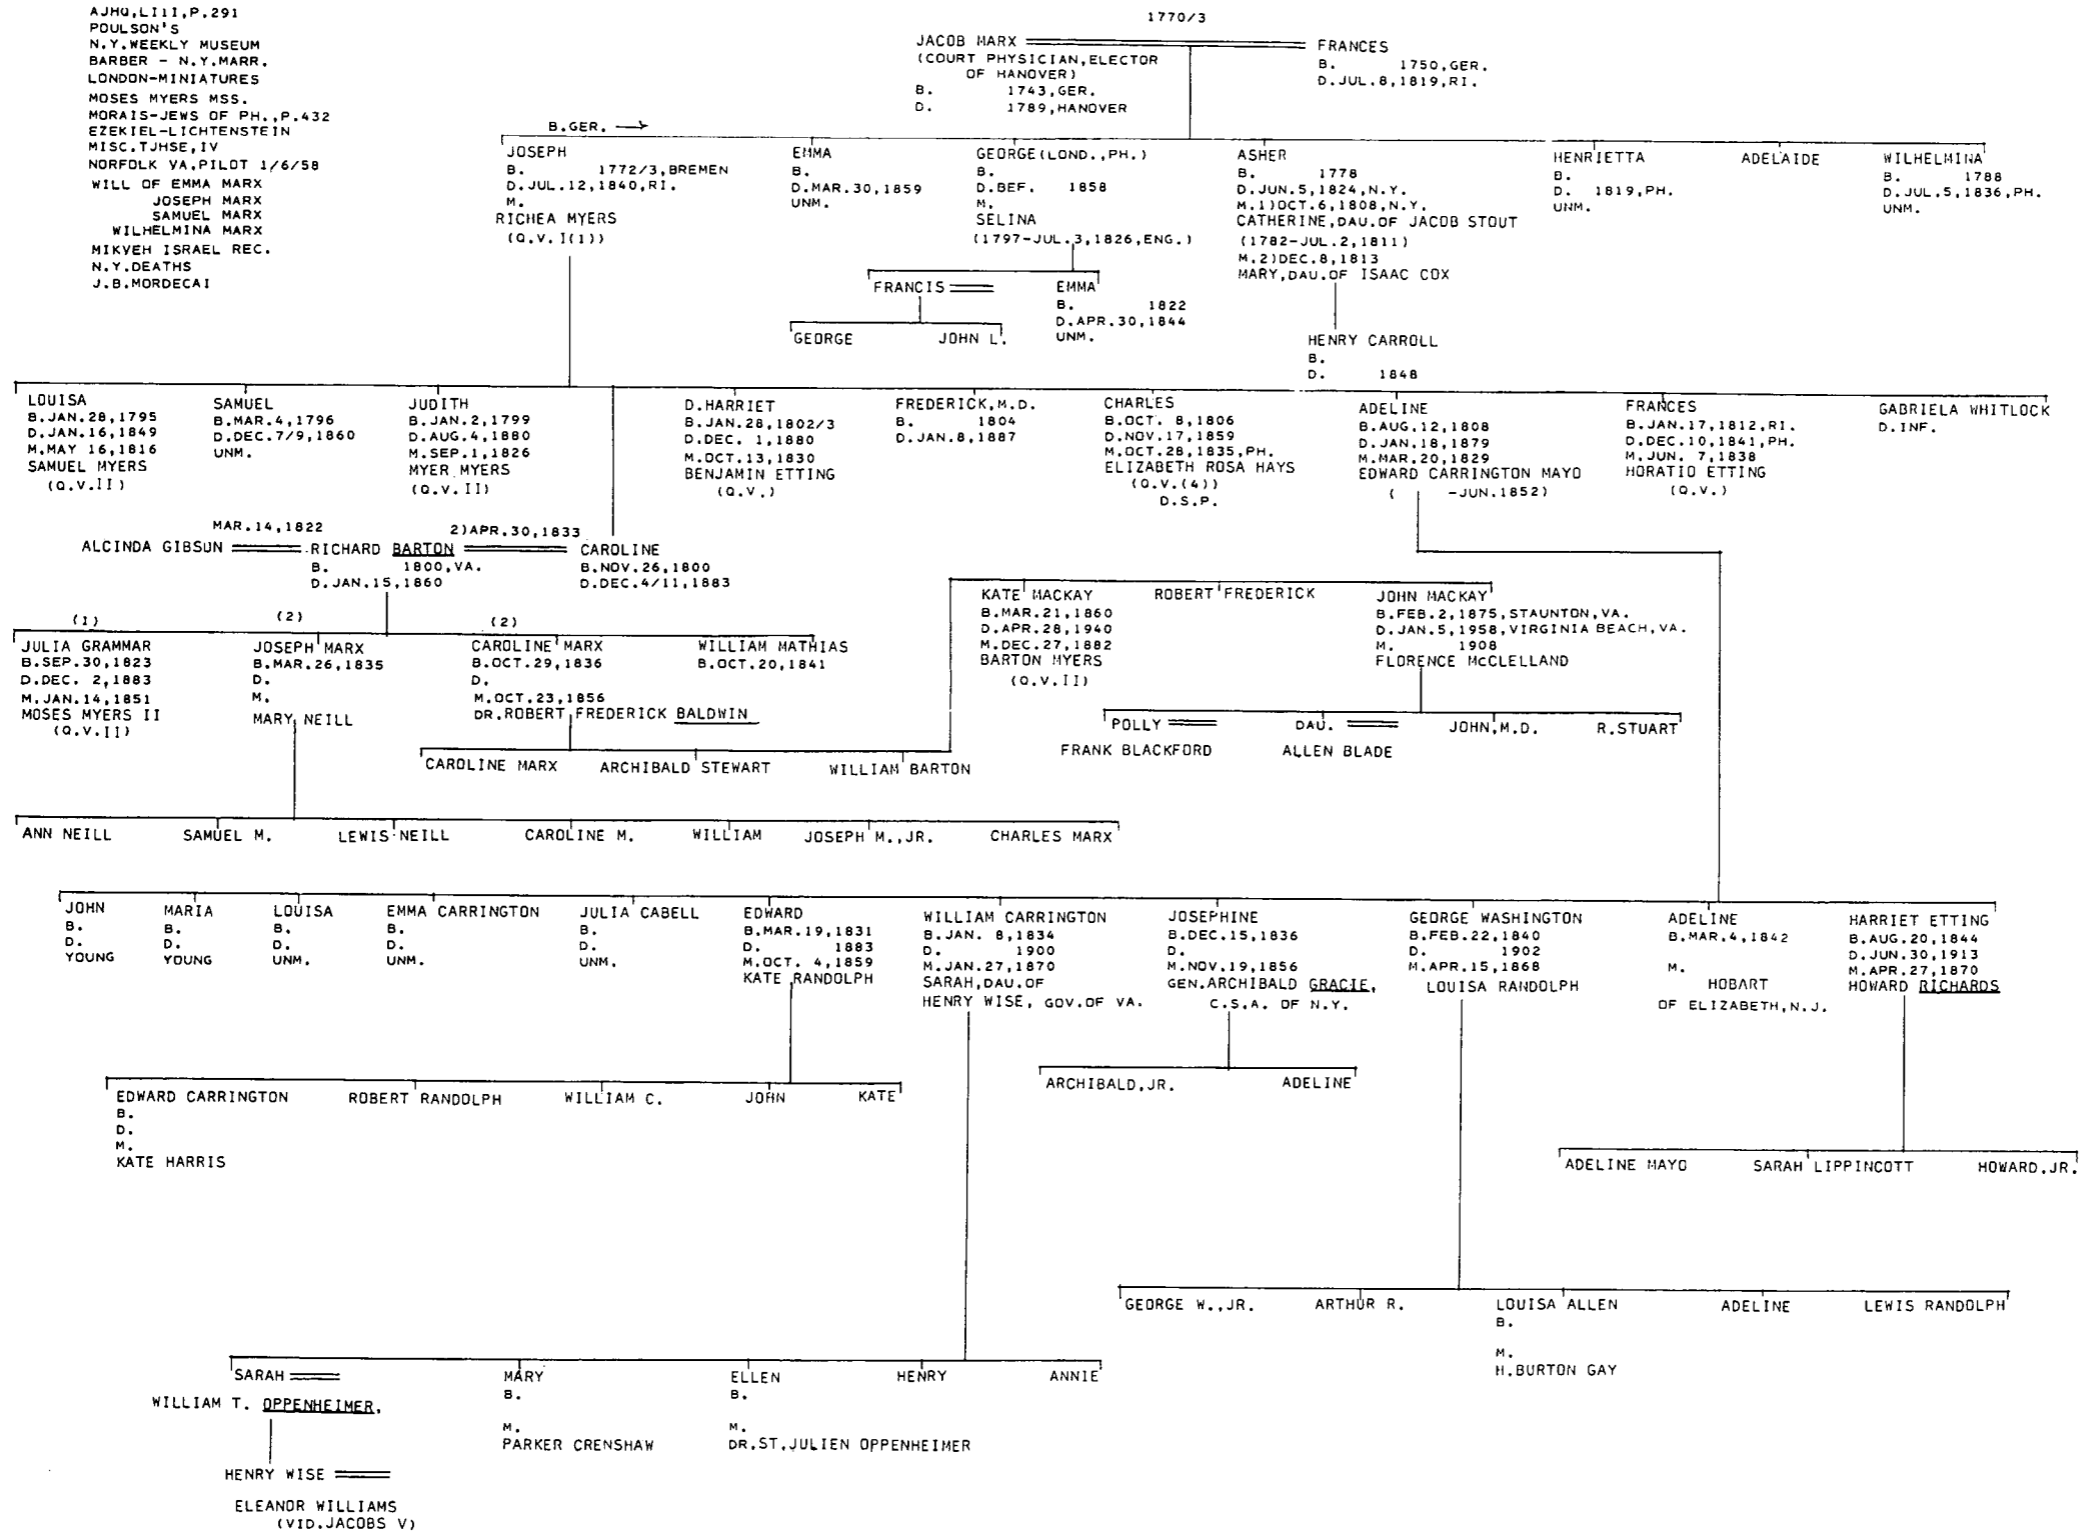 AJHQ,LIII,P.291
POULSON'S
N.Y.WEEKLY MUSEUM
BARBER - N.Y.MARR.
LONDON-MINIATURES
MOSES MYERS MSS.
MORAIS-JEWS OF PH.,P.432
EZEKIEL-LICHTENSTEIN
MISC.TJHSE,IV
NORFOLK VA.PILOT 1/6/58
WILL OF EMMA MARX
JOSEPH MARX
SAMUEL MARX
WILHELMINA MARX
MIKVEH ISRAEL REC.
N.Y.DEATHS
J.B.MORDECAI
1770/3
JACOB MARX
(COURT PHYSICIAN,ELECTOR
OF HANOVER)
B. 1743,GER.
D. 1789,HANOVER
FRANCES
B. 1750,GER.
D.JUL.8,1819,RI.
B.GER.
JOSEPH
B. 1772/3,BREMEN
D.JUL.12,1840,RI.
M.
RICHEA MYERS
(Q.V.I(1))
EMMA
B.
D.MAR.30,1859
UNM.
GEORGE(LOND.,PH.)
B.
D.BEF. 1858
M.
SELINA
(1797-JUL.3,1826,ENG.)
ASHER
B. 1778
D.JUN.5,1824,N.Y.
M.1)OCT.6,1808,N.Y.
CATHERINE,DAU.OF JACOB STOUT
(1782-JUL.2,1811)
M.2)DEC.8,1813
MARY,DAU.OF ISAAC COX
HENRIETTA
B.
D. 1819,PH.
UNM.
ADELAIDE
WILHELMINA
B. 1788
D.JUL.5,1836,PH.
UNM.
FRANCIS
EMMA
B. 1822
D.APR.30,1844
UNM.
GEORGE
JOHN L.
HENRY CARROLL
B.
D. 1848
LOUISA
B.JAN.28,1795
D.JAN.16,1849
M.MAY 16,1816
SAMUEL MYERS
(Q.V.II)
SAMUEL
B.MAR.4,1796
D.DEC.7/9,1860
UNM.
JUDITH
B.JAN.2,1799
D.AUG.4,1880
M.SEP.1,1826
MYER MYERS
(Q.V.II)
D.HARRIET
B.JAN.28,1802/3
D.DEC. 1,1880
M.OCT.13,1830
BENJAMIN ETTING
(Q.V.)
FREDERICK,M.D.
B. 1804
D.JAN.8,1887
CHARLES
B.OCT. 8,1806
D.NOV.17,1859
M.OCT.28,1835,PH.
ELIZABETH ROSA HAYS
(Q.V.(4))
D.S.P.
ADELINE
B.AUG.12,1808
D.JAN.18,1879
M.MAR.20,1829
EDWARD CARRINGTON MAYO
( -JUN.1852)
FRANCES
B.JAN.17,1812,RI.
D.DEC.10,1841,PH.
M.JUN. 7,1838
HORATIO ETTING
(Q.V.)
GABRIELA WHITLOCK
D.INF.
MAR.14,1822
2)APR.30,1833
ALCINDA GIBSUN
RICHARD BARTON
B. 1800,VA.
D.JAN.15,1860
CAROLINE
B.NOV.26,1800
D.DEC.4/11,1883
(1)
(2)
(2)
JULIA GRAMMAR
B.SEP.30,1823
D.DEC. 2,1883
M.JAN.14,1851
MOSES MYERS II
(Q.V.II)
JOSEPH MARX
B.MAR.26,1835
D.
M.
MARY NEILL
CAROLINE MARX
B.OCT.29,1836
D.
M.OCT.23,1856
DR.ROBERT FREDERICK BALDWIN
WILLIAM MATHIAS
B.OCT.20,1841
KATE MACKAY
B.MAR.21,1860
D.APR.28,1940
M.DEC.27,1882
BARTON MYERS
(Q.V.II)
ROBERT FREDERICK
JOHN MACKAY
B.FEB.2,1875,STAUNTON,VA.
D.JAN.5,1958,VIRGINIA BEACH,VA.
M. 1908
FLORENCE McCLELLAND
POLLY
FRANK BLACKFORD
DAU.
ALLEN BLADE
JOHN,M.D.
R.STUART
CAROLINE MARX
ARCHIBALD STEWART
WILLIAM BARTON
ANN NEILL
SAMUEL M.
LEWIS NEILL
CAROLINE M.
WILLIAM
JOSEPH M.,JR.
CHARLES MARX
JOHN
B.
D.
YOUNG
MARIA
B.
D.
YOUNG
LOUISA
B.
D.
UNM.
EMMA CARRINGTON
B.
D.
UNM.
JULIA CABELL
B.
D.
UNM.
EDWARD
B.MAR.19,1831
D. 1883
M.OCT. 4,1859
KATE RANDOLPH
WILLIAM CARRINGTON
B.JAN. 8,1834
D. 1900
M.JAN.27,1870
SARAH,DAU.OF
HENRY WISE, GOV.OF VA.
JOSEPHINE
B.DEC.15,1836
D.
M.NOV.19,1856
GEN.ARCHIBALD GRACIE,
C.S.A. OF N.Y.
GEORGE WASHINGTON
B.FEB.22,1840
D. 1902
M.APR.15,1868
LOUISA RANDOLPH
ADELINE
B.MAR.4,1842
M.
HOBART
OF ELIZABETH,N.J.
HARRIET ETTING
B.AUG.20,1844
D.JUN.30,1913
M.APR.27,1870
HOWARD RICHARDS
EDWARD CARRINGTON
B.
D.
M.
KATE HARRIS
ROBERT RANDOLPH
WILLIAM C.
JOHN
KATE
ARCHIBALD,JR.
ADELINE
ADELINE MAYO
SARAH LIPPINCOTT
HOWARD,JR.
GEORGE W.,JR.
ARTHUR R.
LOUISA ALLEN
B.
M.
H.BURTON GAY
ADELINE
LEWIS RANDOLPH
SARAH
WILLIAM T. OPPENHEIMER,
MARY
B.
M.
PARKER CRENSHAW
ELLEN
B.
M.
DR.ST.JULIEN OPPENHEIMER
HENRY
ANNIE
HENRY WISE
ELEANOR WILLIAMS
(VID.JACOBS V)